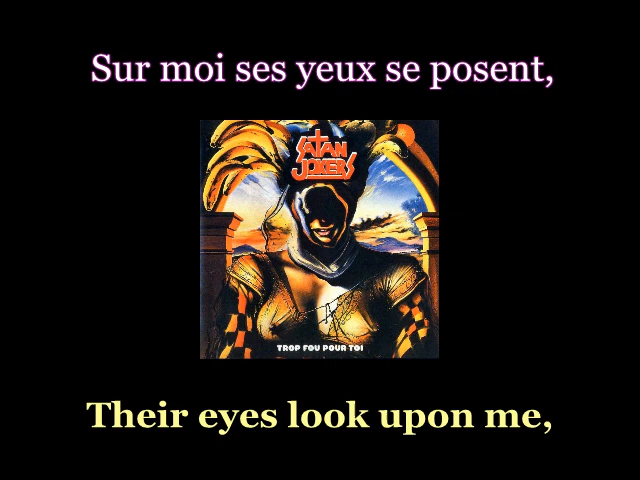 Sur moi ses yeux se posent,
SATAN
JOKERS
TROP FOU POUR TOI
Their eyes look upon me,